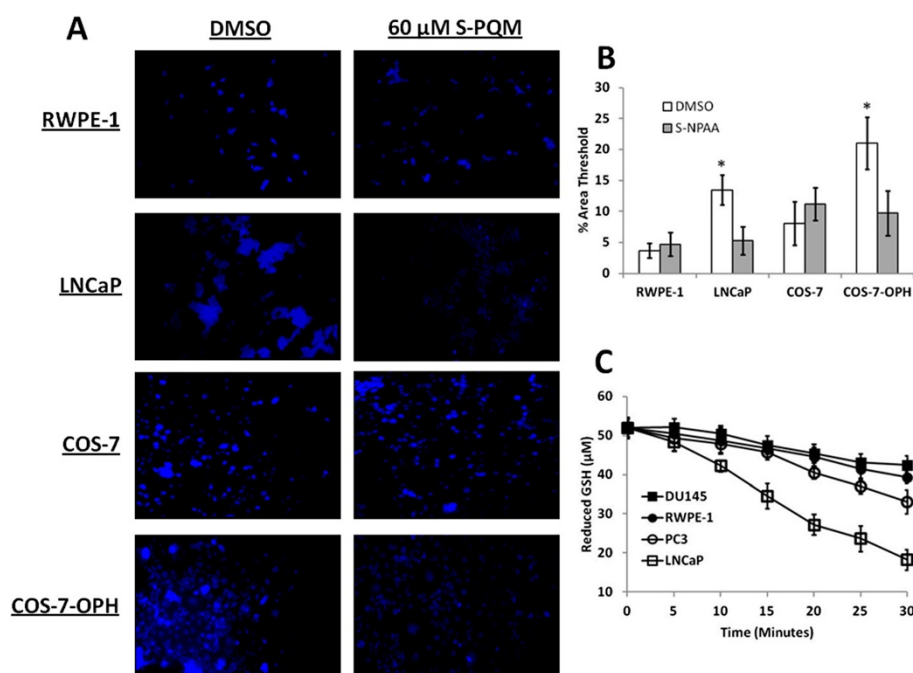 A
DMSO
60 µM S-PQM
RWPE-1
LNCaP
COS-7
COS-7-OPH
B
% Area Threshold
30
25
20
15
10
5
0
DMSO
S-NPAA
*
*
RWPE-1
LNCaP
COS-7
COS-7-OPH
C
Reduced GSH (µM)
60
50
40
30
20
10
DU145
RWPE-1
PC3
LNCaP
0
5
10
15
20
25
30
Time (Minutes)